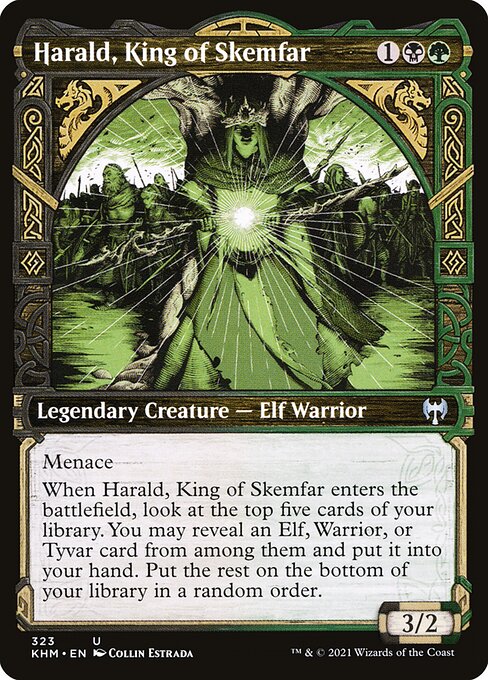 Harald, King of Skemfar 1
Legendary Creature — Elf Warrior
Menace
When Harald, King of Skemfar enters the
battlefield, look at the top five cards of your
library. You may reveal an Elf, Warrior, or
Tyvar card from among them and put it into
your hand. Put the rest on the bottom of
your library in a random order.
3/2
323 U
KHM • EN Collin Estrada ™ & © 2021 Wizards of the Coast